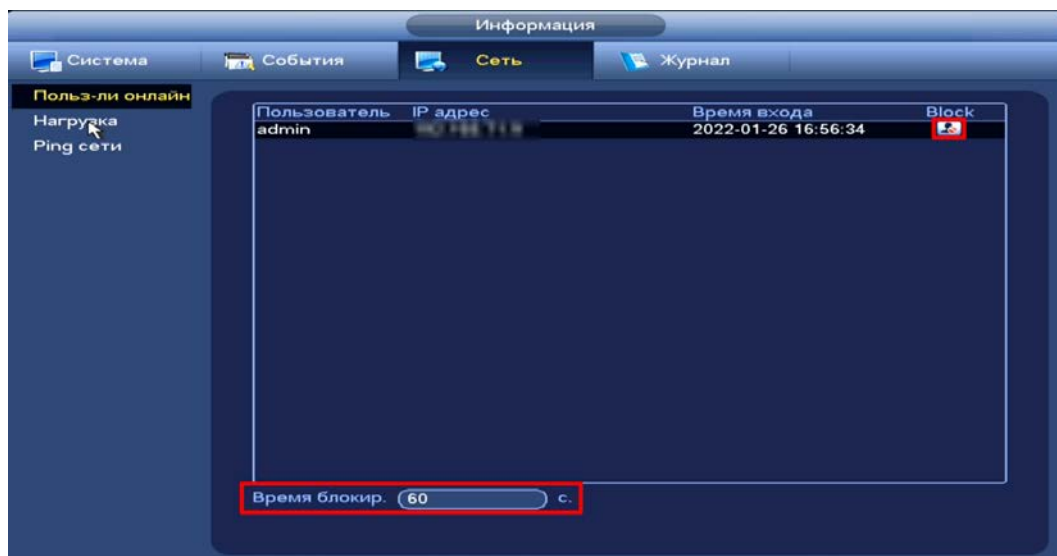 Информация
Система События Сеть Журнал
Польз-ли онлайн
Нагрузка
Ping сети
Пользователь IP адрес Время входа Block
admin 2022-01-26 16:56:34
Время блокир. 60 с.